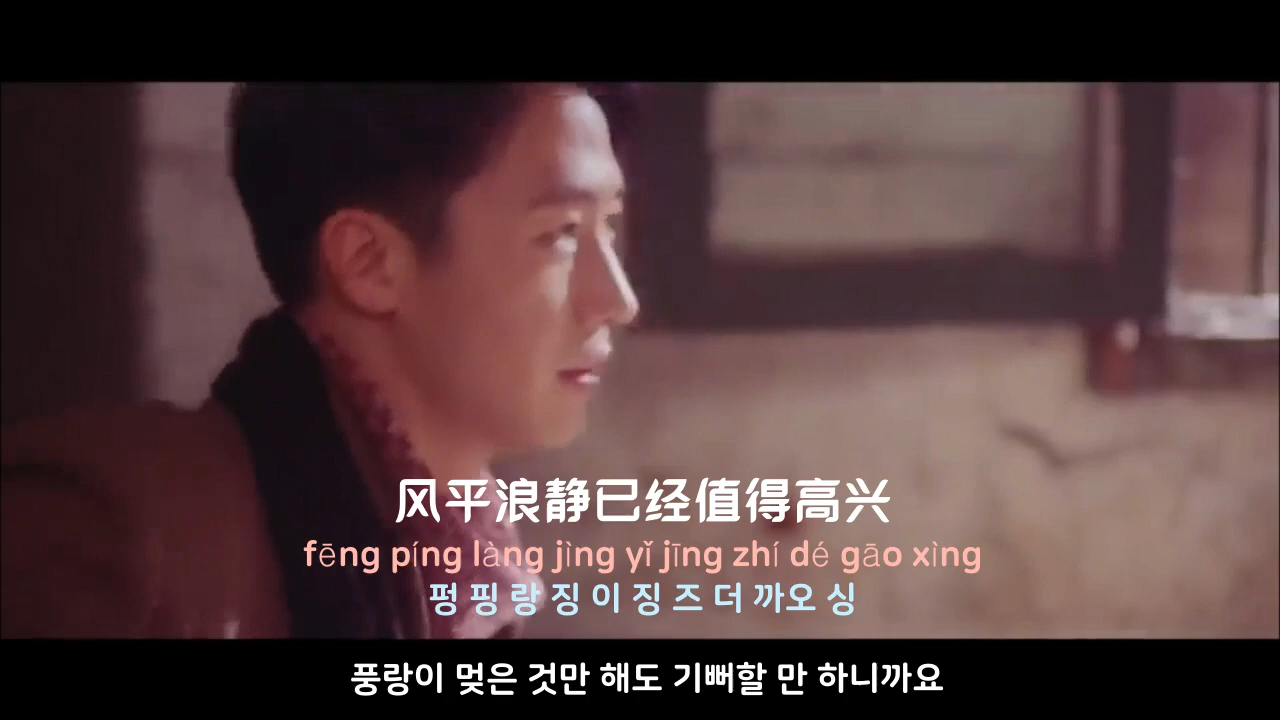 风平浪静已经值得高兴
fēng píng làng jìng yǐ jīng zhí dé gāo xìng
펑 핑 랑 징 이 징 즈 더 까오 싱
풍랑이 멎은 것만 해도 기뻐할 만 하니까요